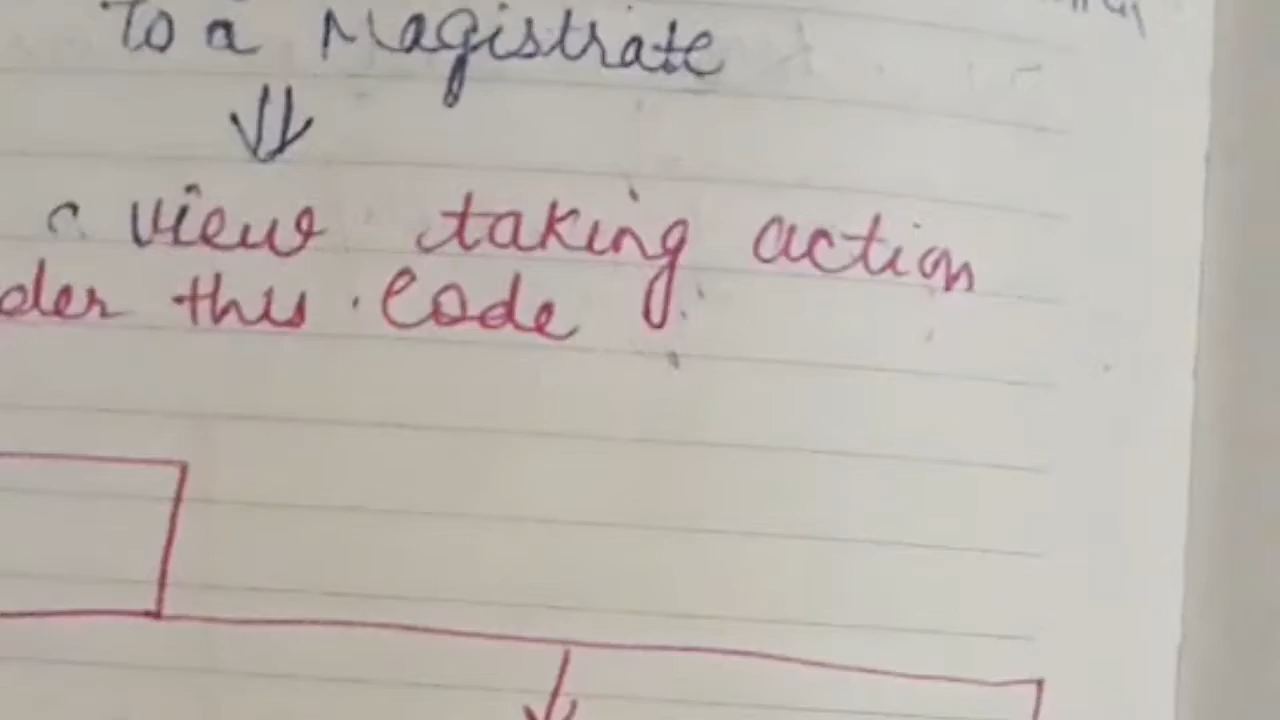 To a Magistrate
view taking action
der this Code